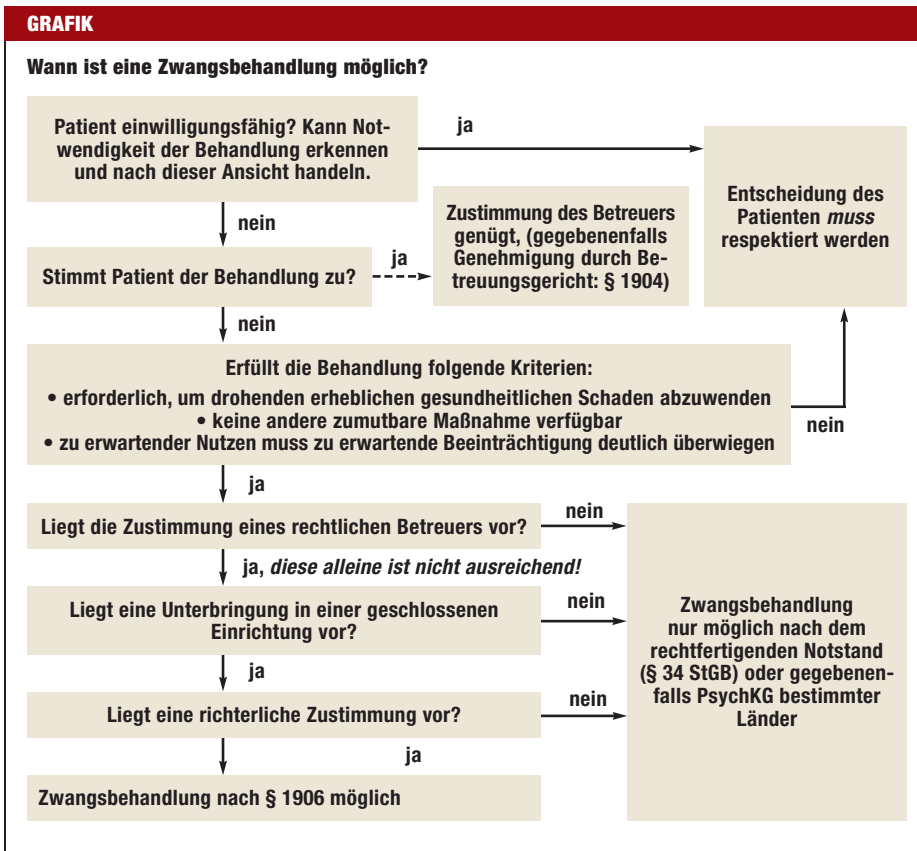 GRAFIK
Wann ist eine Zwangsbehandlung möglich?
Patient einwilligungsfähig? Kann Not-
wendigkeit der Behandlung erkennen
und nach dieser Ansicht handeln.
ja
Entscheidung des
Patienten muss
respektiert werden
nein
Zustimmung des Betreuers
genügt, (gegebenenfalls
Genehmigung durch Be-
treuungsgericht: § 1904)
Stimmt Patient der Behandlung zu?
ja
nein
Erfüllt die Behandlung folgende Kriterien:
• erforderlich, um drohenden erheblichen gesundheitlichen Schaden abzuwenden
• keine andere zumutbare Maßnahme verfügbar
• zu erwartender Nutzen muss zu erwartende Beeinträchtigung deutlich überwiegen
nein
ja
Liegt die Zustimmung eines rechtlichen Betreuers vor?
nein
ja, diese alleine ist nicht ausreichend!
Liegt eine Unterbringung in einer geschlossenen
Einrichtung vor?
nein
Zwangsbehandlung
nur möglich nach dem
rechtfertigenden Notstand
(§ 34 StGB) oder gegebenen-
falls PsychKG bestimmter
Länder
ja
Liegt eine richterliche Zustimmung vor?
nein
ja
Zwangsbehandlung nach § 1906 möglich